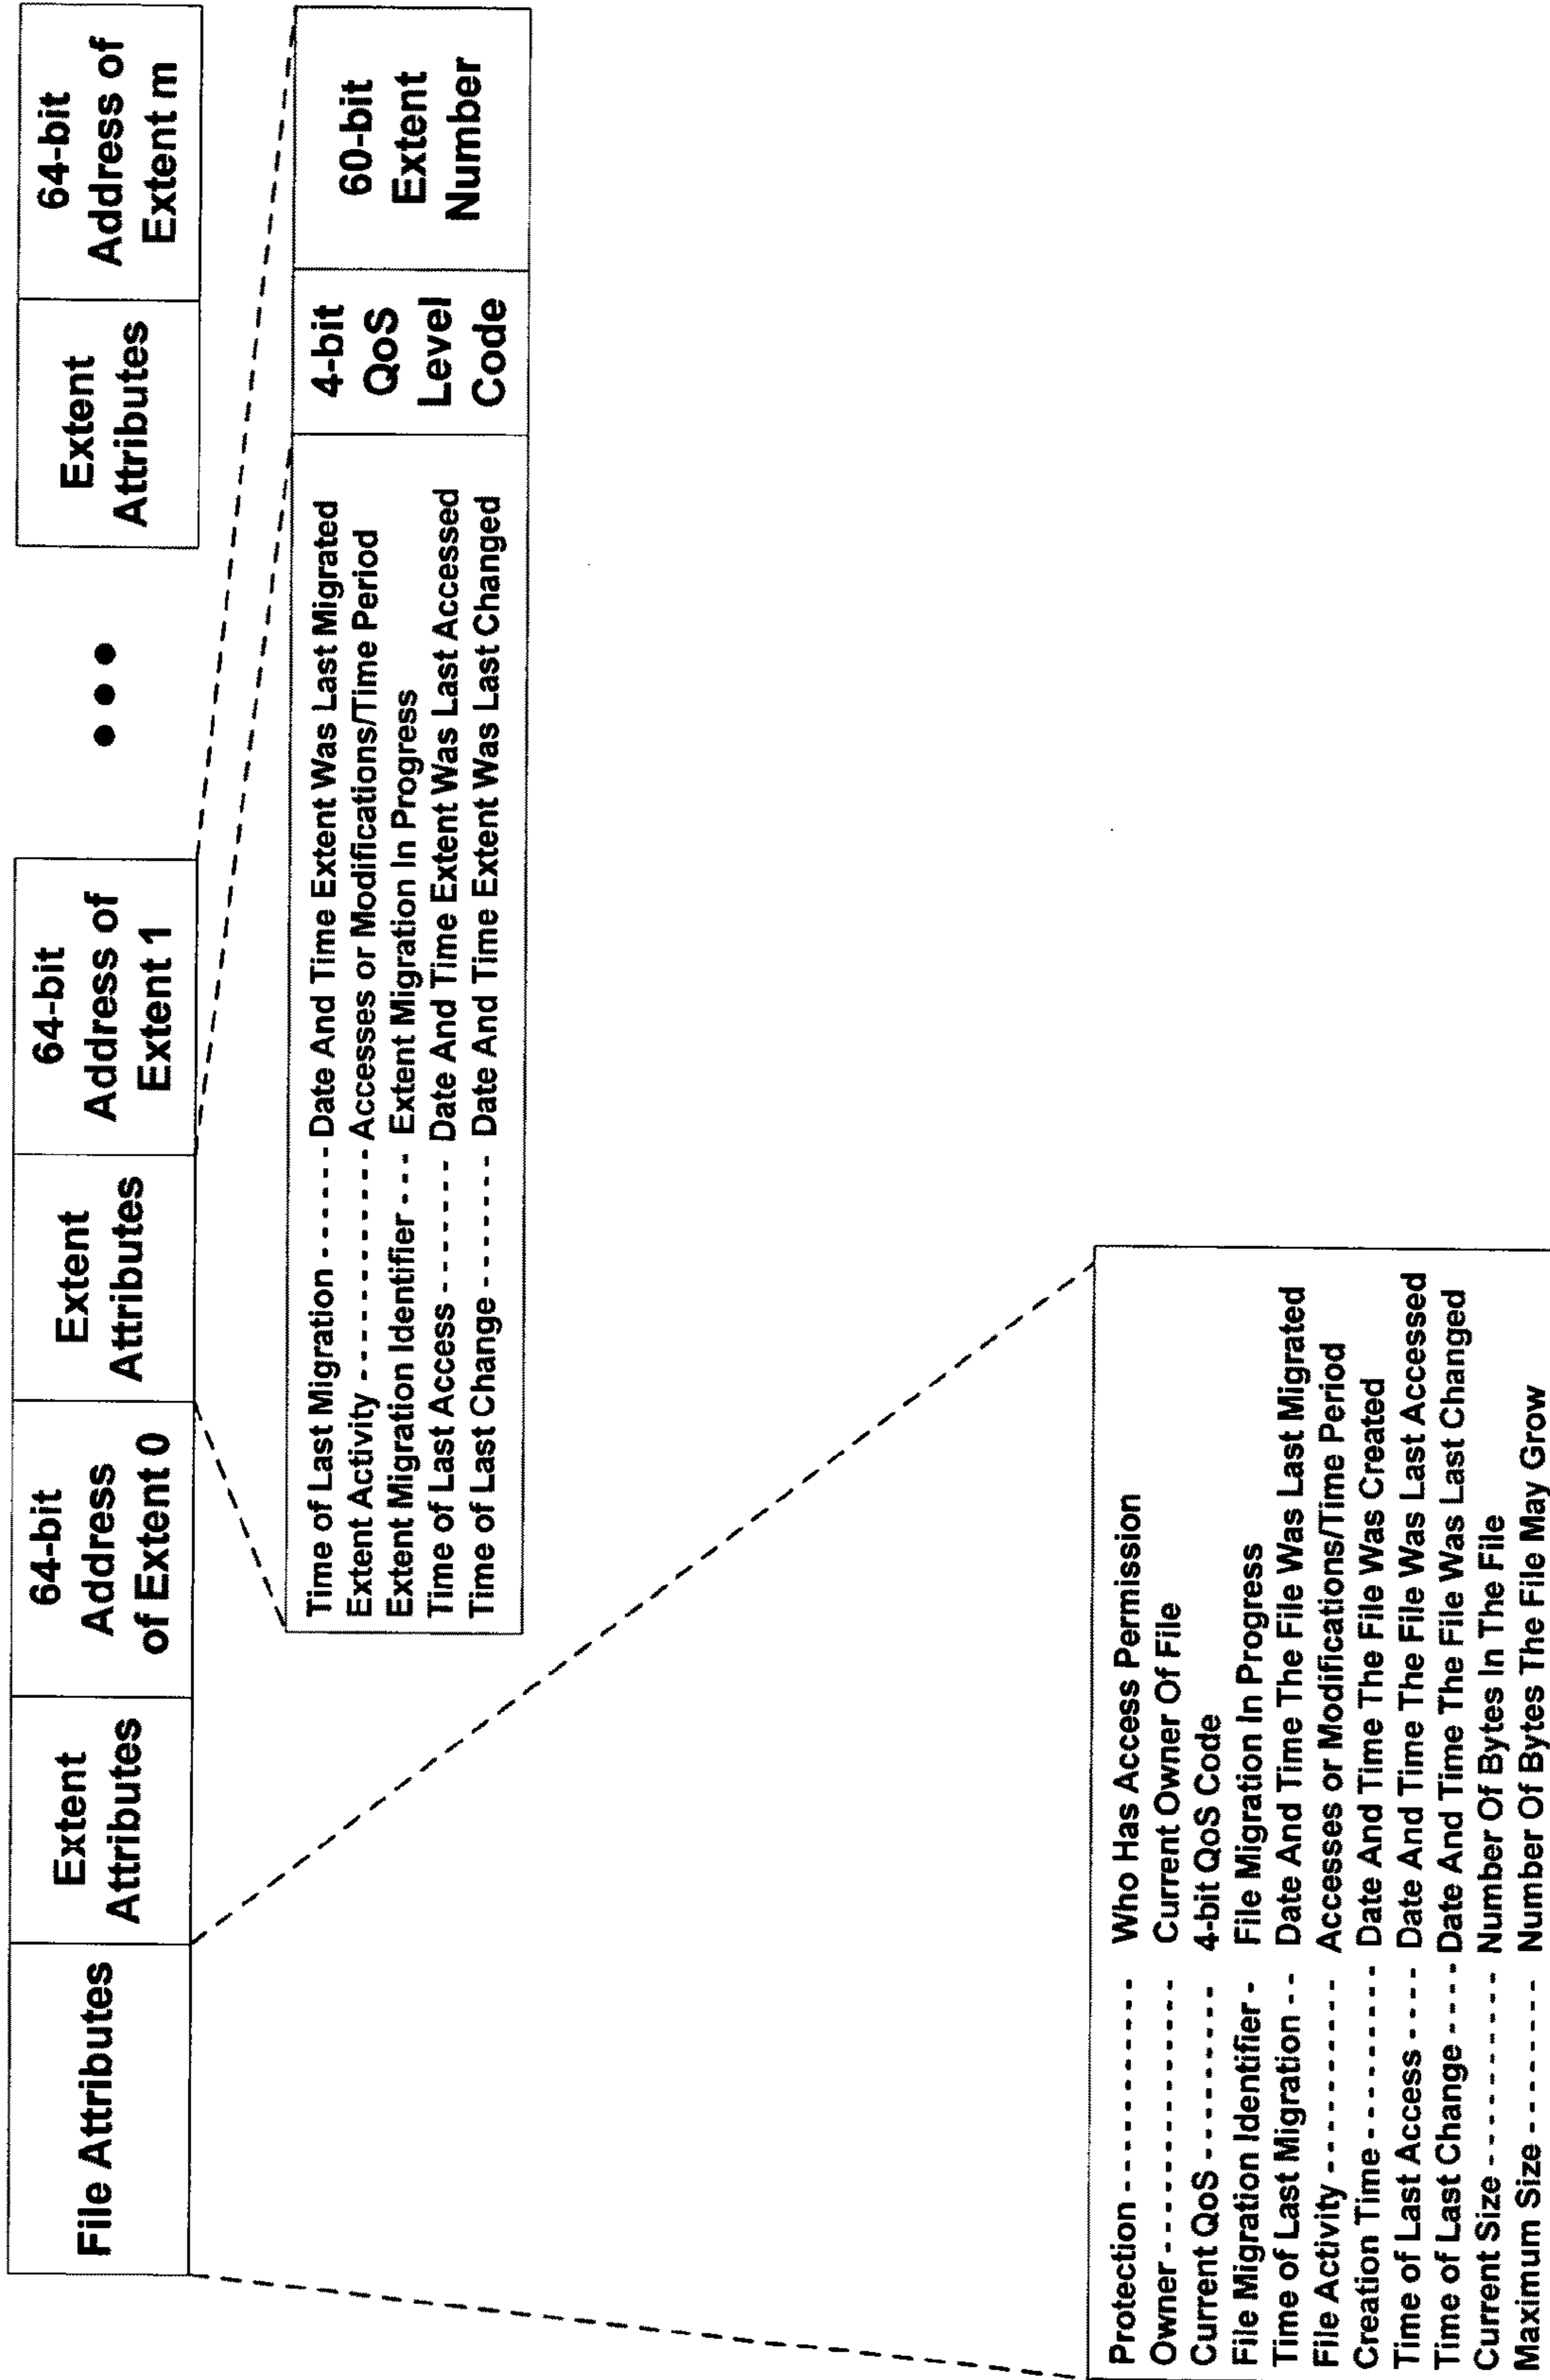 File Attributes
Extent
Attributes
64-bit
Address
of Extent 0
Extent
Attributes
64-bit
Address of
Extent 1
● ● ●
Extent
Attributes
64-bit
Address of
Extent m
Time of Last Migration ------ Date And Time Extent Was Last Migrated
Extent Activity ----------- Accesses or Modifications/Time Period
Extent Migration Identifier --- Extent Migration In Progress
Time of Last Access ------- Date And Time Extent Was Last Accessed
Time of Last Change ------- Date And Time Extent Was Last Changed
4-bit
QoS
Level
Code
60-bit
Extent
Number
Protection ------------ Who Has Access Permission
Owner ------------- Current Owner Of File
Current QoS --------- 4-bit QoS Code
File Migration Identifier - File Migration In Progress
Time of Last Migration -- Date And Time The File Was Last Migrated
File Activity --------- Accesses or Modifications/Time Period
Creation Time --------- Date And Time The File Was Created
Time of Last Access ---- Date And Time The File Was Last Accessed
Time of Last Change ---- Date And Time The File Was Last Changed
Current Size ---------- Number Of Bytes In The File
Maximum Size ------- Number Of Bytes The File May Grow